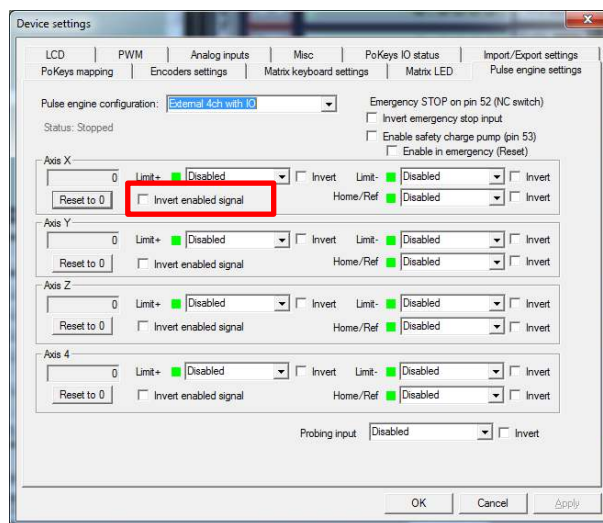 Device settings
LCD PWM Analog inputs Misc PoKeys IO status Import/Export settings
PoKeys mapping Encoders settings Matrix keyboard settings Matrix LED Pulse engine settings
Pulse engine configuration: External 4ch with IO
Emergency STOP on pin 52 (NC switch)
Invert emergency stop input
Status: Stopped
Enable safety charge pump (pin 53)
Enable in emergency (Reset)
Axis X
0 Limit+ Disabled Invert Limit- Disabled Invert
Reset to 0 Invert enabled signal Home/Ref Disabled Invert
Axis Y
0 Limit+ Disabled Invert Limit- Disabled Invert
Reset to 0 Invert enabled signal Home/Ref Disabled Invert
Axis Z
0 Limit+ Disabled Invert Limit- Disabled Invert
Reset to 0 Invert enabled signal Home/Ref Disabled Invert
Axis 4
0 Limit+ Disabled Invert Limit- Disabled Invert
Reset to 0 Invert enabled signal Home/Ref Disabled Invert
Probing input Disabled Invert
OK Cancel Apply